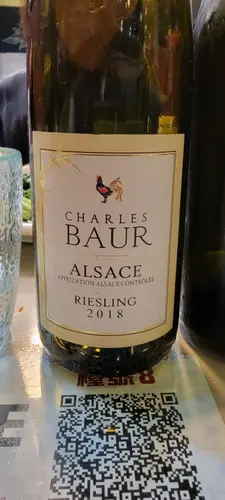 CHARLES
BAUR
ALSACE
APPELLATION ALSACE CONTRÔLÉE
RIESLING
2018